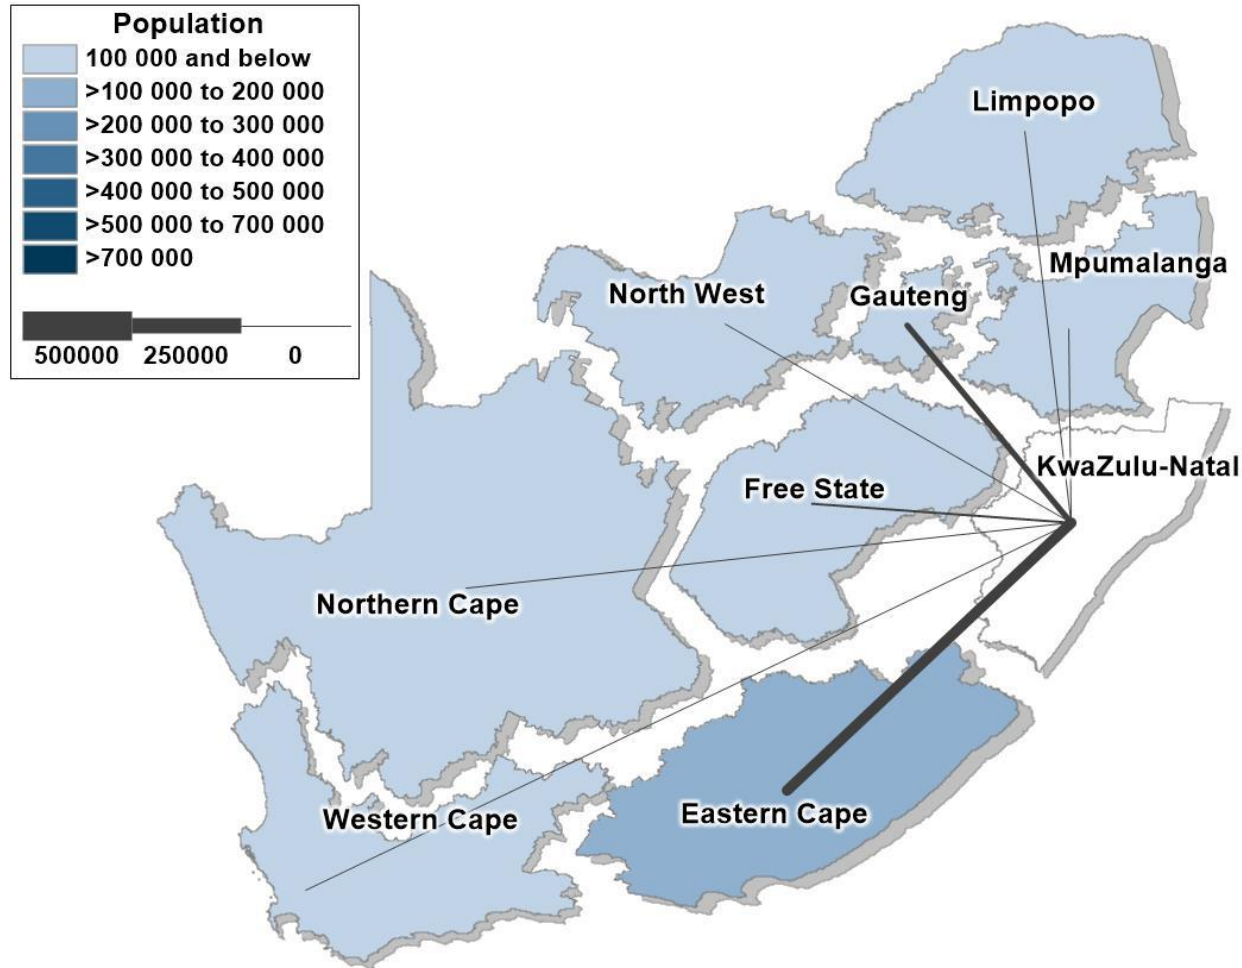 Population
100 000 and below
>100 000 to 200 000
>200 000 to 300 000
>300 000 to 400 000
>400 000 to 500 000
>500 000 to 700 000
>700 000
500000 250000 0
Limpopo
Mpumalanga
North West
Gauteng
KwaZulu-Natal
Free State
Northern Cape
Western Cape
Eastern Cape